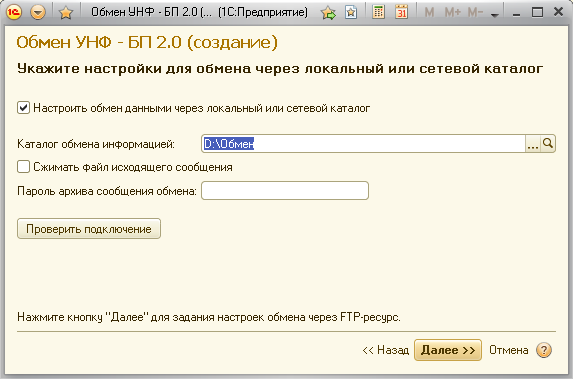 Обмен УНФ - БП 2.0 (... (1С:Предприятие)
31 M M+ M-
Обмен УНФ - БП 2.0 (создание)
Укажите настройки для обмена через локальный или сетевой каталог
Настроить обмен данными через локальный или сетевой каталог
Каталог обмена информацией: D:\Обмен ...
Сжимать файл исходящего сообщения
Пароль архива сообщения обмена:
Проверить подключение
Нажмите кнопку "Далее" для задания настроек обмена через FTP-ресурс.
<< Назад Далее >> Отмена ?